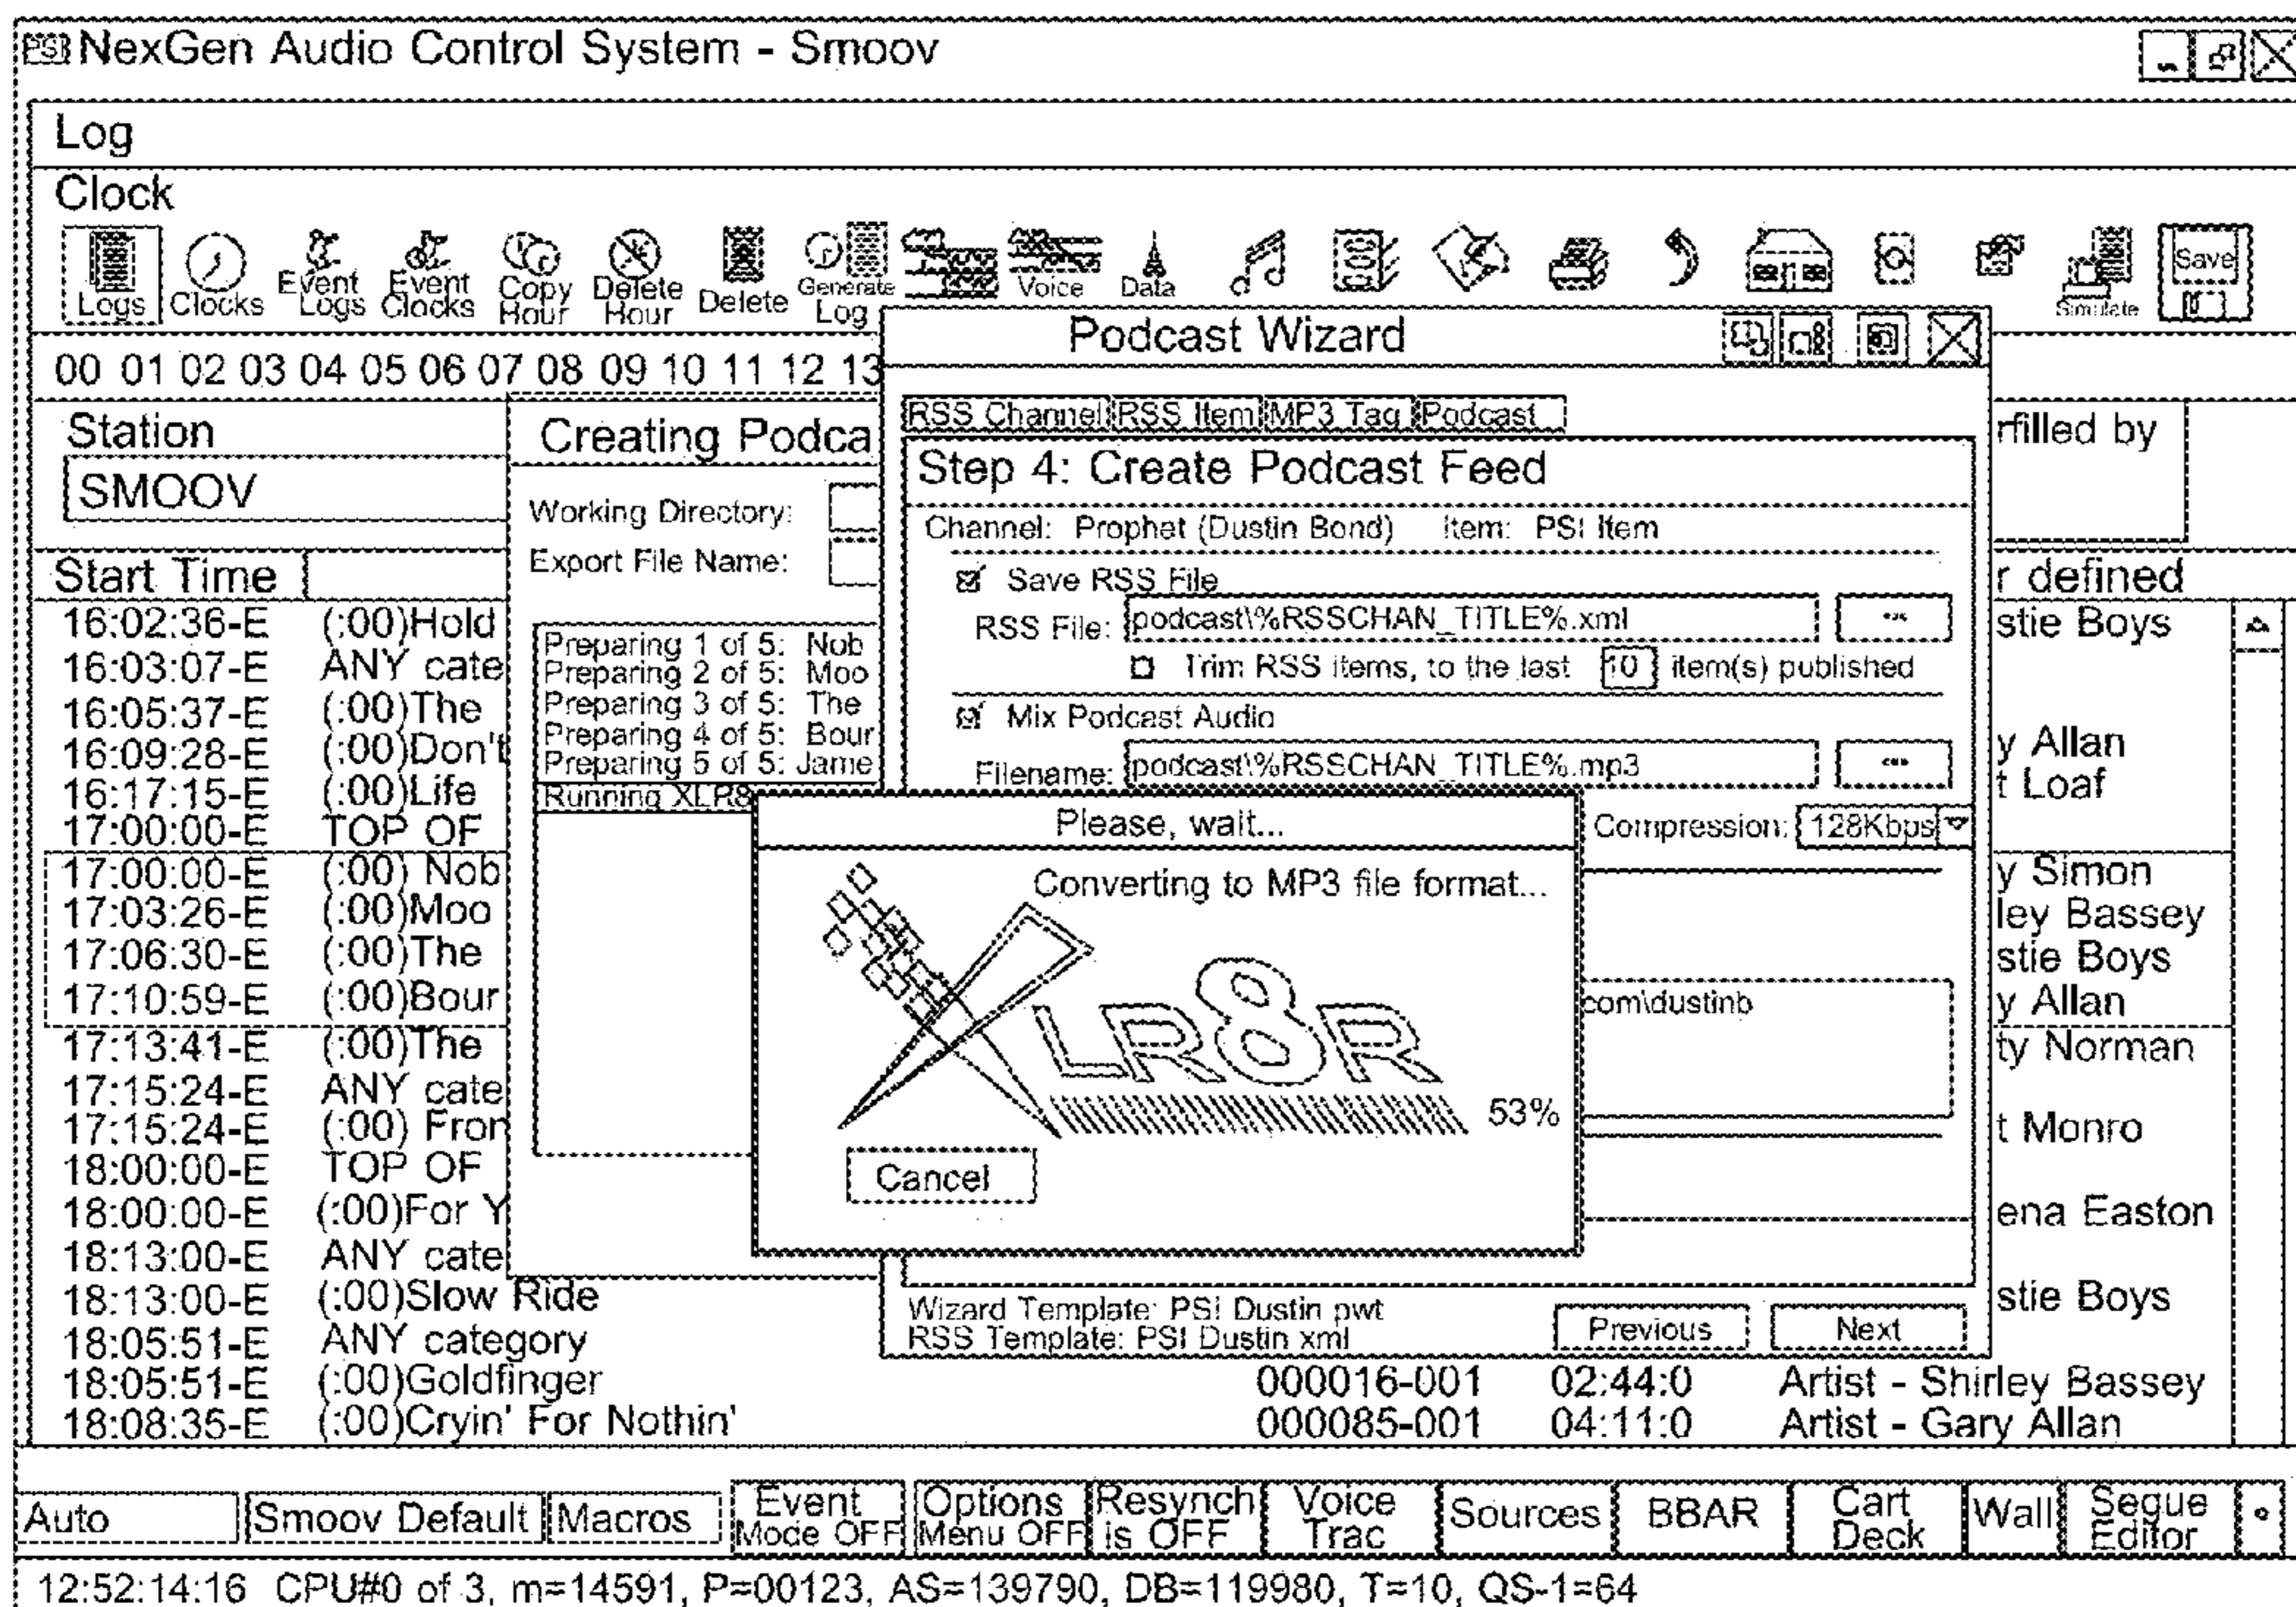 PSI NexGen Audio Control System - Smoov
Log
Clock
Logs
Clocks
Event Logs
Event Clocks
Copy Hour
Delete Hour
Delete
Generate Log
Voice
Data
Simulate
Save
00 01 02 03 04 05 06 07 08 09 10 11 12 13
Station
SMOOV
rfilled by
Start Time
r defined
16:02:36-E (:00)Hold
stie Boys
16:03:07-E ANY cate
16:05:37-E (:00)The
16:09:28-E (:00)Don't
y Allan
16:17:15-E (:00)Life
t Loaf
17:00:00-E TOP OF
17:00:00-E (:00) Nob
y Simon
17:03:26-E (:00)Moo
ley Bassey
17:06:30-E (:00)The
stie Boys
17:10:59-E (:00)Bour
y Allan
17:13:41-E (:00)The
ty Norman
17:15:24-E ANY cate
17:15:24-E (:00) Fron
t Monro
18:00:00-E TOP OF
18:00:00-E (:00)For Y
ena Easton
18:13:00-E ANY cate
18:13:00-E (:00)Slow Ride
stie Boys
18:05:51-E ANY category
18:05:51-E (:00)Goldfinger 000016-001 02:44:0 Artist - Shirley Bassey
18:08:35-E (:00)Cryin' For Nothin' 000085-001 04:11:0 Artist - Gary Allan
Creating Podca
Working Directory:
Export File Name:
Preparing 1 of 5: Nob
Preparing 2 of 5: Moo
Preparing 3 of 5: The
Preparing 4 of 5: Bour
Preparing 5 of 5: Jame
Running XLR8
Podcast Wizard
RSS Channel RSS Item MP3 Tag Podcast
Step 4: Create Podcast Feed
Channel: Prophet (Dustin Bond) Item: PSI Item
Save RSS File
RSS File: podcast\%RSSCHAN_TITLE%.xml ...
Trim RSS items, to the last 10 item(s) published
Mix Podcast Audio
Filename: podcast\%RSSCHAN_TITLE%.mp3 ...
Compression: 128Kbps
com\dustinb
Wizard Template: PSI Dustin pwt
RSS Template: PSI Dustin xml
Previous
Next
Please, wait...
Converting to MP3 file format...
XLR8R
53%
Cancel
Auto
Smoov Default
Macros
Event Mode OFF
Options Menu OFF
Resynch is OFF
Voice Trac
Sources
BBAR
Cart Deck
Wall
Segue Editor
12:52:14:16 CPU#0 of 3, m=14591, P=00123, AS=139790, DB=119980, T=10, QS-1=64